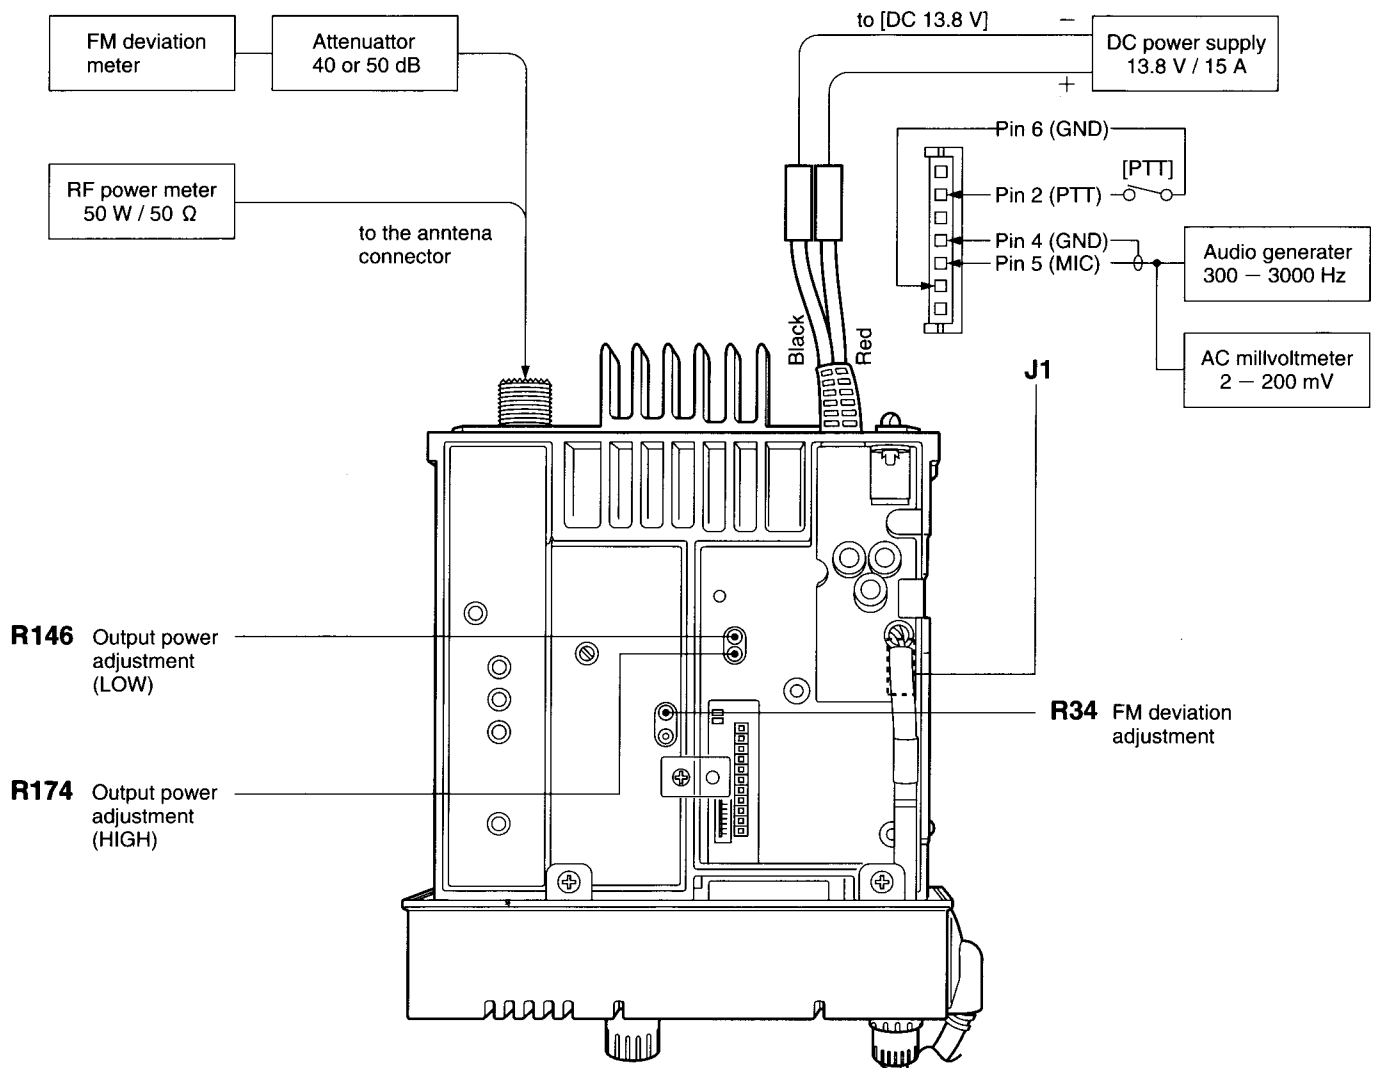 FM deviation
meter
Attenuattor
40 or 50 dB
to [DC 13.8 V]
−
DC power supply
13.8 V / 15 A
+
Pin 6 (GND)
[PTT]
Pin 2 (PTT)
Pin 4 (GND)
Pin 5 (MIC)
Audio generater
300 − 3000 Hz
AC millvoltmeter
2 − 200 mV
RF power meter
50 W / 50 Ω
to the anntena
connector
Black
Red
J1
R146 Output power
adjustment
(LOW)
R34 FM deviation
adjustment
R174 Output power
adjustment
(HIGH)